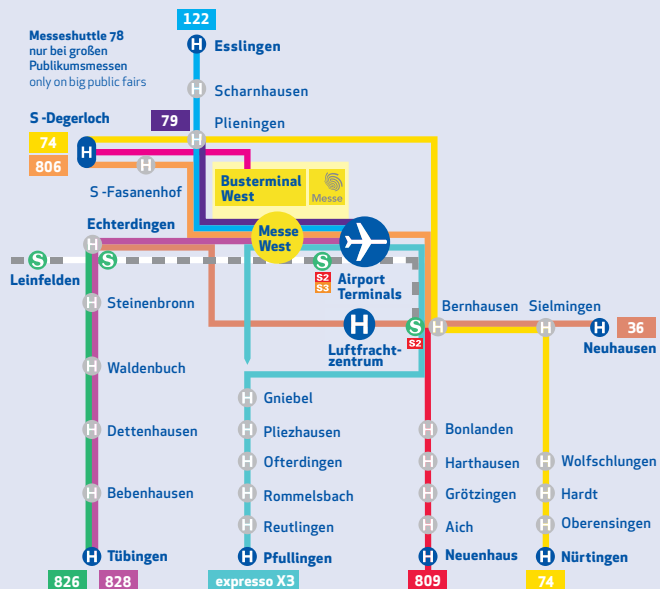 122
Messeshuttle 78
nur bei großen
Publikumsmessen
only on big public fairs
H Esslingen
H Scharnhausen
S -Degerloch
79
Plieningen
H
74
H
806
H
S -Fasanenhof
Busterminal
West
Messe
Echterdingen
H
Messe
West
S
S
S
Leinfelden
S2
S3
Airport
Terminals
H Steinenbronn
Bernhausen
Sielmingen
H
S
H
H
H
36
S2
Luftfracht-
zentrum
Neuhausen
H Waldenbuch
H Gniebel
H Dettenhausen
H Pliezhausen
H Bonlanden
H Ofterdingen
H Harthausen
H Wolfschlungen
H Bebenhausen
H Rommelsbach
H Grötzingen
H Hardt
H Reutlingen
H Aich
H Oberensingen
H Tübingen
H Pfullingen
H Neuenhaus
H Nürtingen
826
828
expresso X3
809
74